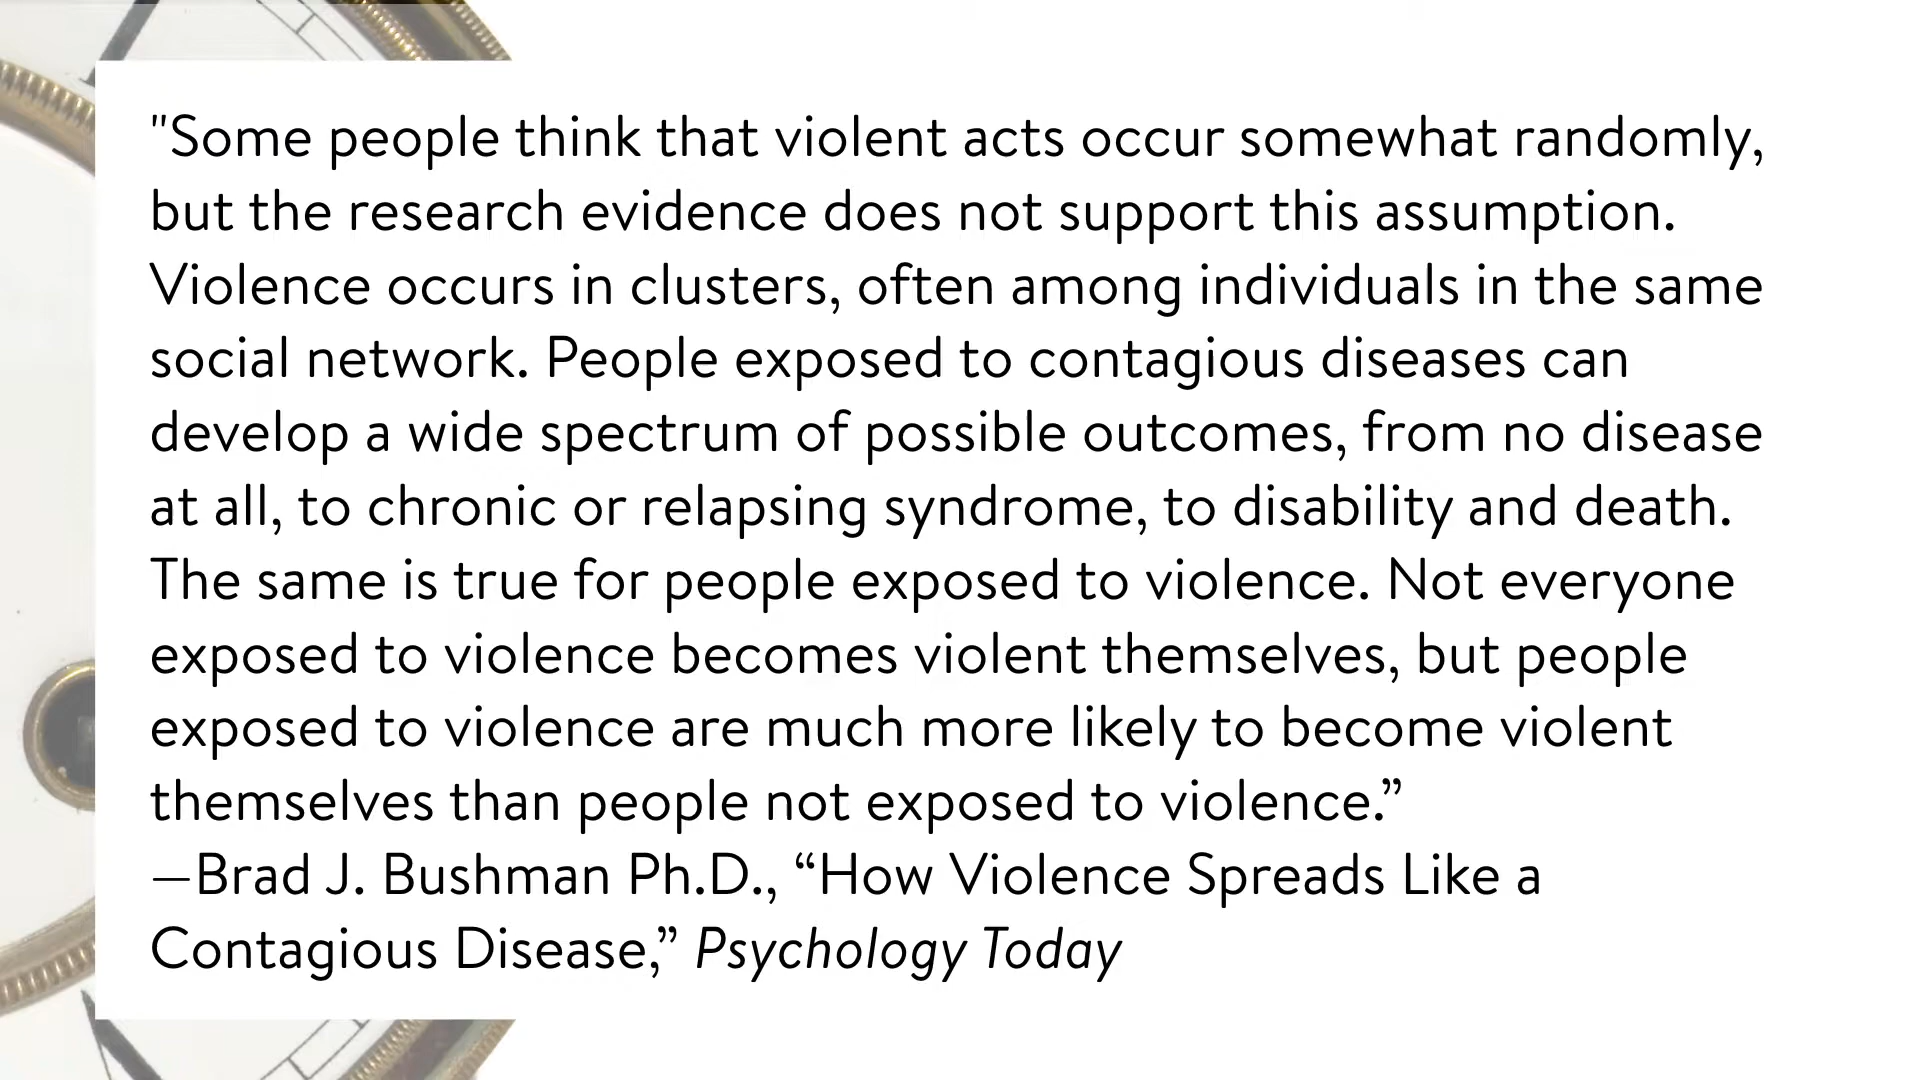 "Some people think that violent acts occur somewhat randomly,
but the research evidence does not support this assumption.
Violence occurs in clusters, often among individuals in the same
social network. People exposed to contagious diseases can
develop a wide spectrum of possible outcomes, from no disease
at all, to chronic or relapsing syndrome, to disability and death.
The same is true for people exposed to violence. Not everyone
exposed to violence becomes violent themselves, but people
exposed to violence are much more likely to become violent
themselves than people not exposed to violence.”
—Brad J. Bushman Ph.D., “How Violence Spreads Like a
Contagious Disease,” Psychology Today